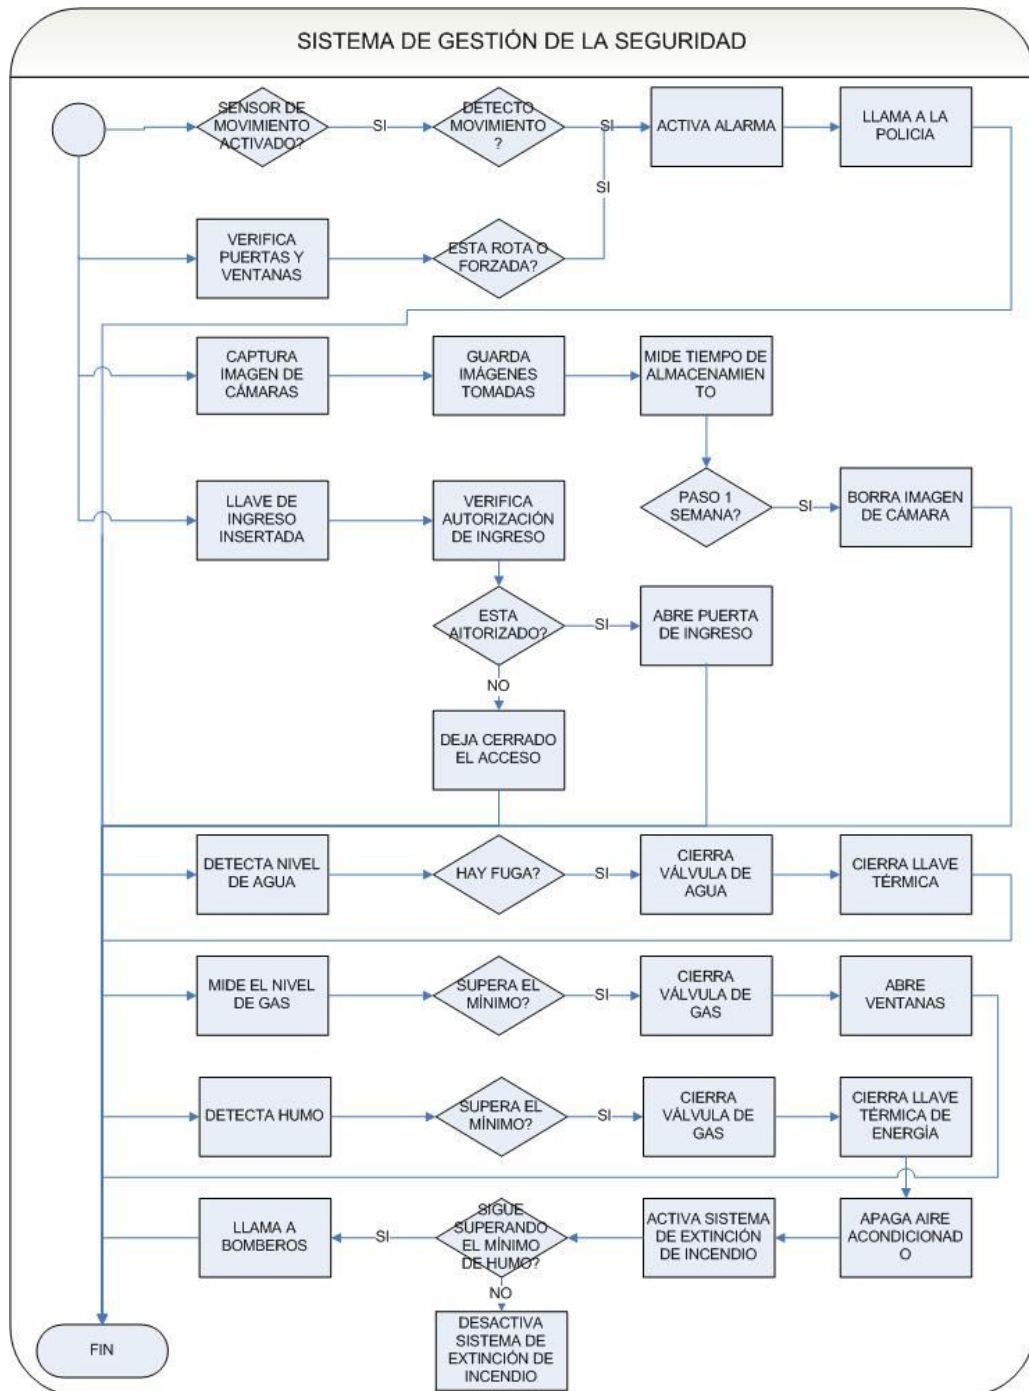 SISTEMA DE GESTIÓN DE LA SEGURIDAD
SENSOR DE
MOVIMIENTO
ACTIVADO?
SI
DETECTO
MOVIMIENTO
?
SI
ACTIVA ALARMA
LLAMA A LA
POLICIA
SI
VERIFICA
PUERTAS Y
VENTANAS
ESTA ROTA O
FORZADA?
CAPTURA
IMAGEN DE
CÁMARAS
GUARDA
IMÁGENES
TOMADAS
MIDE TIEMPO DE
ALMACENAMIEN
TO
LLAVE DE
INGRESO
INSERTADA
VERIFICA
AUTORIZACIÓN
DE INGRESO
PASO 1
SEMANA?
SI
BORRA IMAGEN
DE CÁMARA
ESTA
AITORIZADO?
SI
ABRE PUERTA
DE INGRESO
NO
DEJA CERRADO
EL ACCESO
DETECTA NIVEL
DE AGUA
HAY FUGA?
SI
CIERRA
VÁLVULA DE
AGUA
CIERRA LLAVE
TÉRMICA
MIDE EL NIVEL
DE GAS
SUPERA EL
MÍNIMO?
SI
CIERRA
VÁLVULA DE
GAS
ABRE
VENTANAS
DETECTA HUMO
SUPERA EL
MÍNIMO?
SI
CIERRA
VÁLVULA DE
GAS
CIERRA LLAVE
TÉRMICA DE
ENERGÍA
LLAMA A
BOMBEROS
SI
SIGUE
SUPERANDO
EL MÍNIMO
DE HUMO?
ACTIVA SISTEMA
DE EXTINCIÓN
DE INCENDIO
APAGA AIRE
ACONDICIONAD
O
NO
DESACTIVA
SISTEMA DE
EXTINCIÓN DE
INCENDIO
FIN